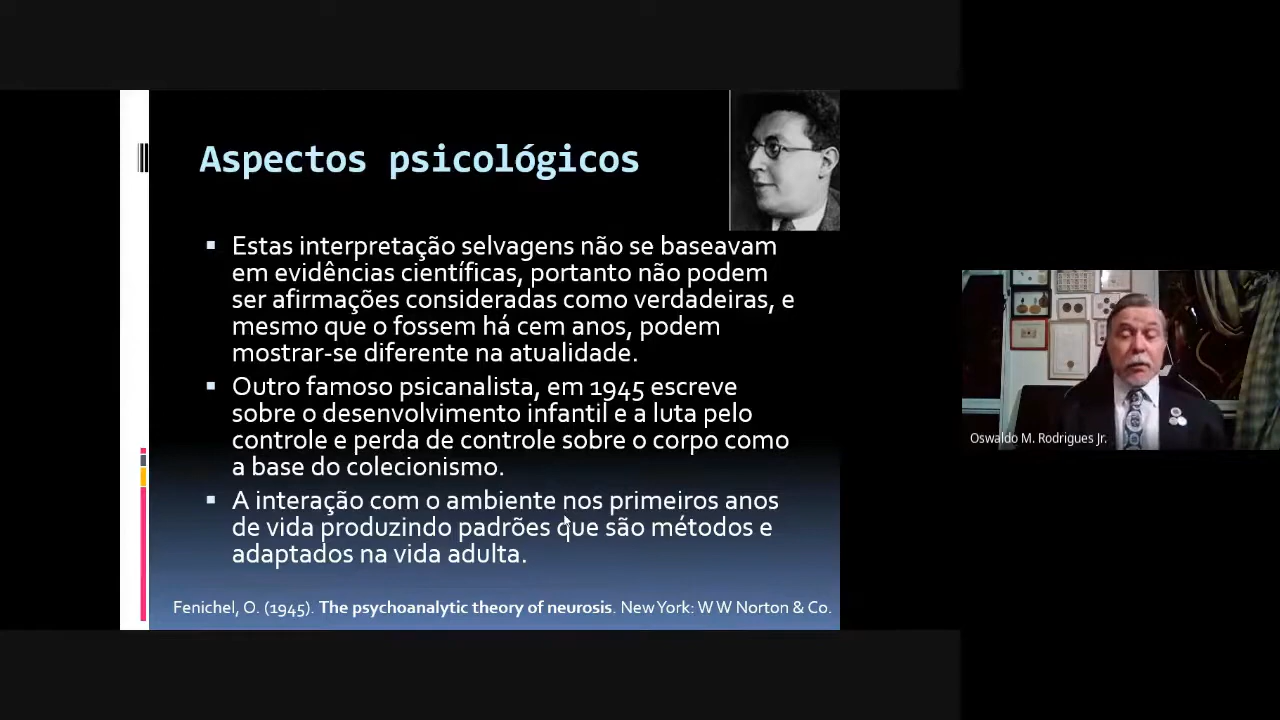 Aspectos psicológicos
Estas interpretação selvagens não se baseavam
em evidências científicas, portanto não podem
ser afirmações consideradas como verdadeiras, e
mesmo que o fossem há cem anos, podem
mostrar-se diferente na atualidade.
Outro famoso psicanalista, em 1945 escreve
sobre o desenvolvimento infantil e a luta pelo
controle e perda de controle sobre o corpo como
a base do colecionismo.
A interação com o ambiente nos primeiros anos
de vida produzindo padrões que são métodos e
adaptados na vida adulta.
Fenichel, O. (1945). The psychoanalytic theory of neurosis. New York: W W Norton & Co.
Oswaldo M. Rodrigues Jr.